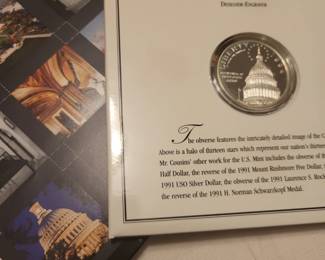 DESIGNER-ENGRAVER
LIBERTY
The obverse features the intricately detailed image of the C
Above is a halo of thirteen stars which represent our nation's thirteen
Mr. Cousins' other work for the U.S. Mint includes the obverse of the
Half Dollar, the reverse of the 1991 Mount Rushmore Five Dollar,
1991 USO Silver Dollar, the obverse of the 1991 Laurence S. Rock
the reverse of the 1991 H. Norman Schwarzkopf Medal.